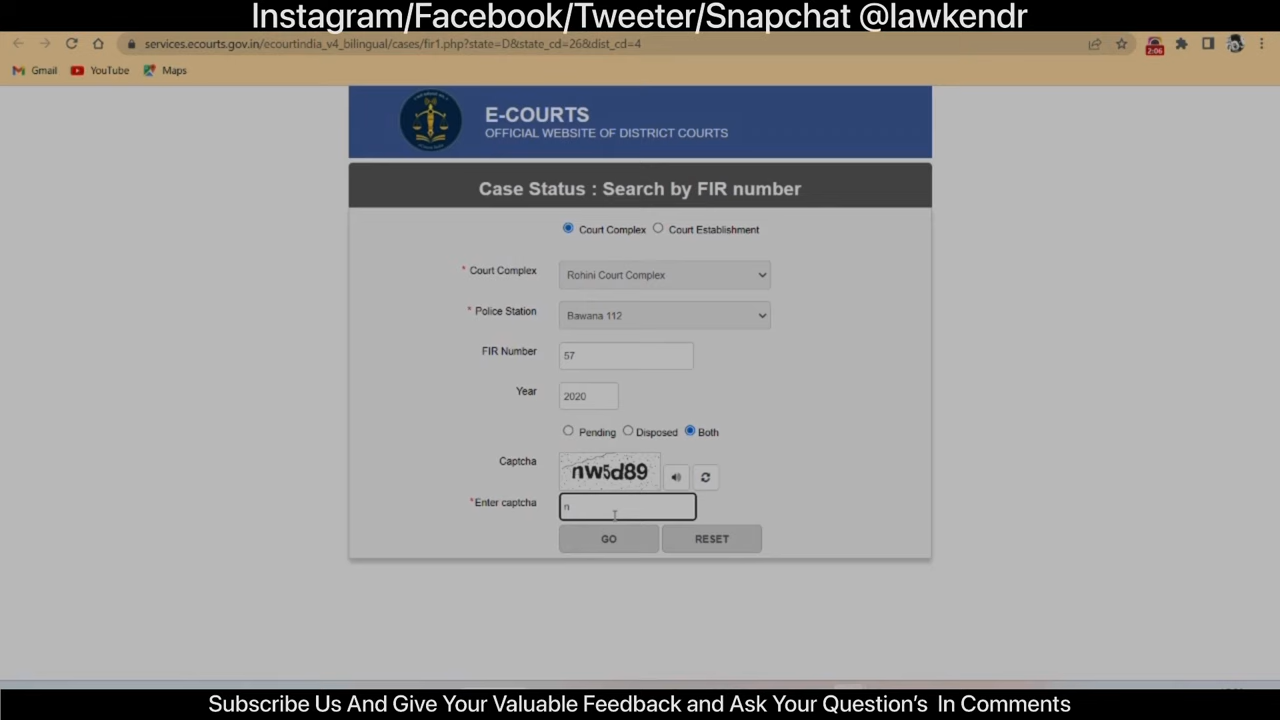 Instagram/Facebook/Tweeter/Snapchat @lawkendr
services.ecourts.gov.in/ecourtindia_v4_bilingual/cases/fir1.php?state=D&state_cd=26&dist_cd=4
2:06
Gmail YouTube Maps
E-COURTS
OFFICIAL WEBSITE OF DISTRICT COURTS
Case Status : Search by FIR number
Court Complex Court Establishment
* Court Complex Rohini Court Complex
* Police Station Bawana 112
FIR Number 57
Year 2020
Pending Disposed Both
Captcha nw5d89
*Enter captcha n
GO RESET
Subscribe Us And Give Your Valuable Feedback and Ask Your Question's In Comments